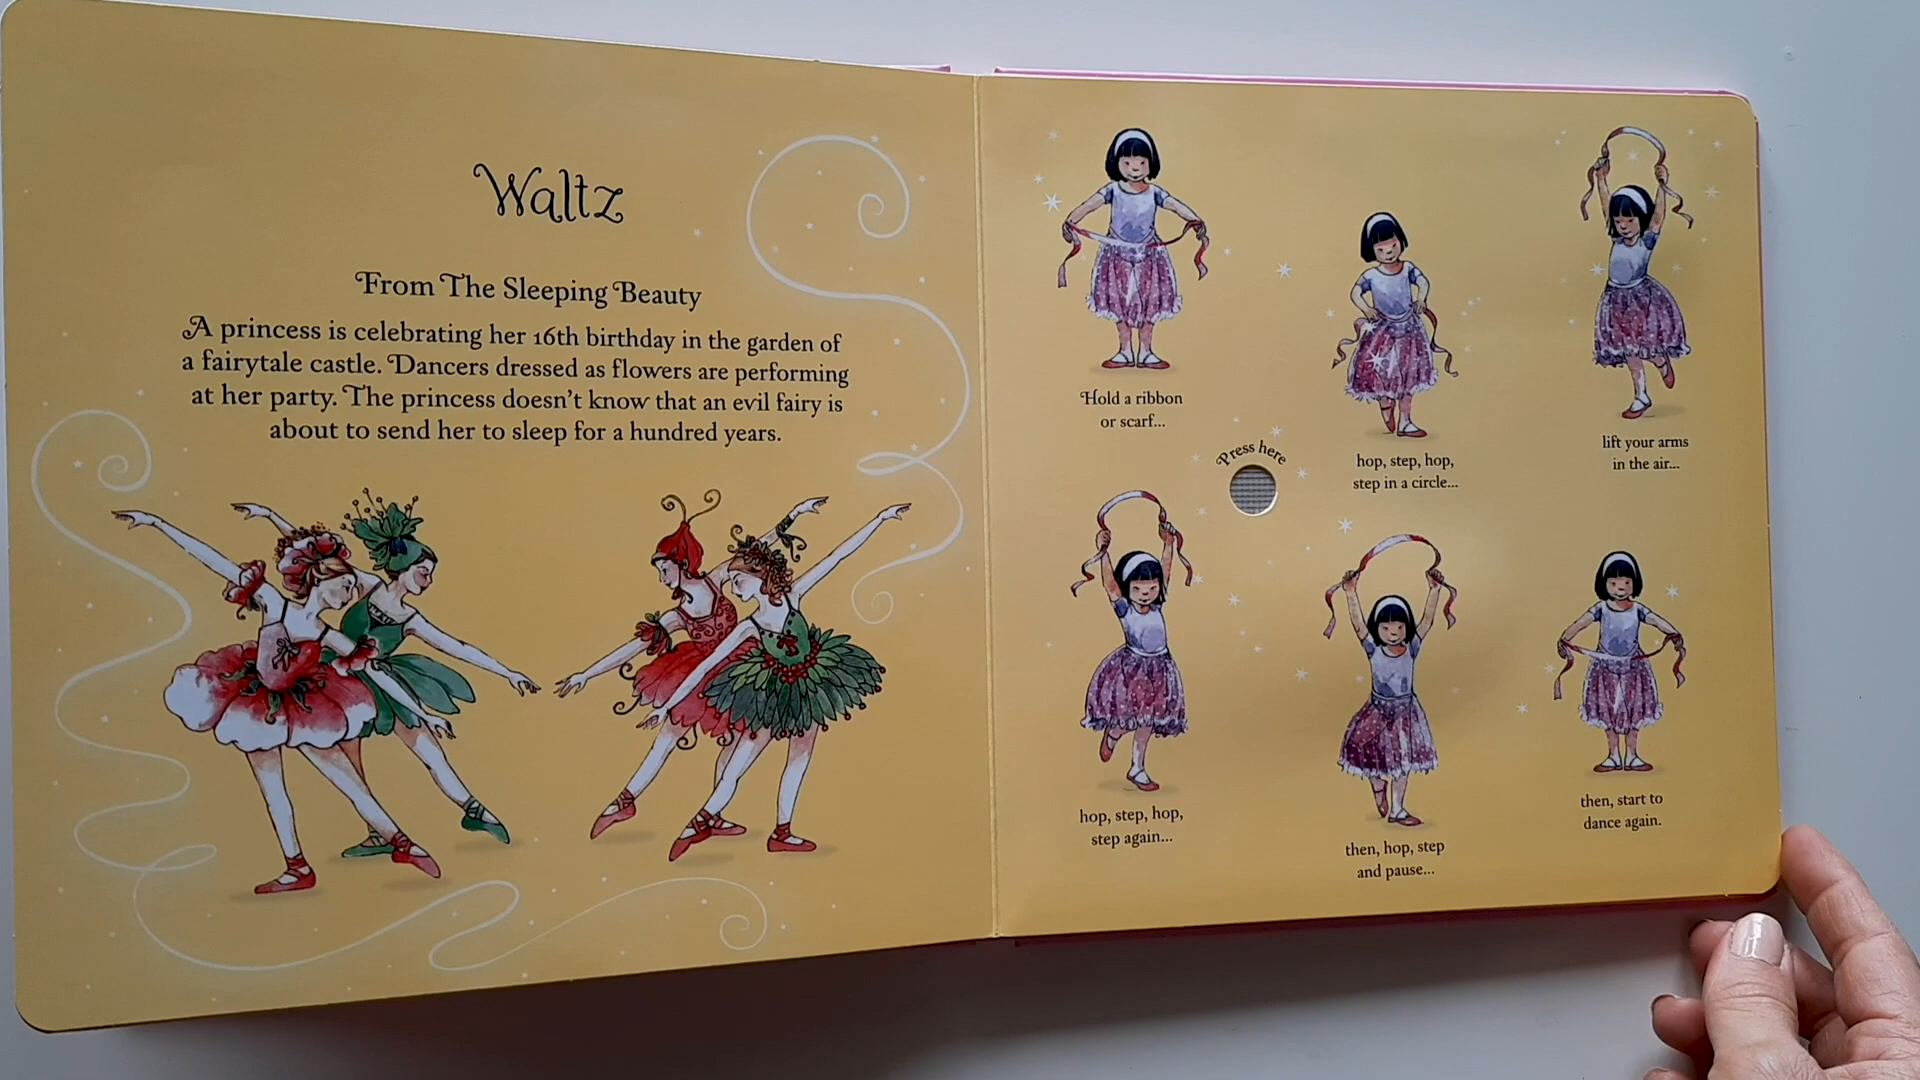 Waltz
From The Sleeping Beauty
A princess is celebrating her 16th birthday in the garden of
a fairytale castle. Dancers dressed as flowers are performing
at her party. The princess doesn't know that an evil fairy is
about to send her to sleep for a hundred years.
Hold a ribbon
or scarf...
hop, step, hop,
step in a circle...
lift your arms
in the air...
Press here
hop, step, hop,
step again...
then, hop, step
and pause...
then, start to
dance again.